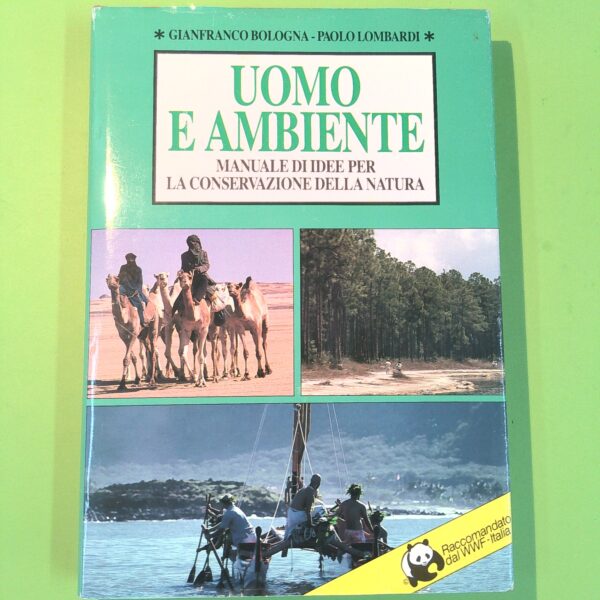 * GIANFRANCO BOLOGNA - PAOLO LOMBARDI *
UOMO
E AMBIENTE
MANUALE DI IDEE PER
LA CONSERVAZIONE DELLA NATURA
Raccomandato
dal WWF-Italia